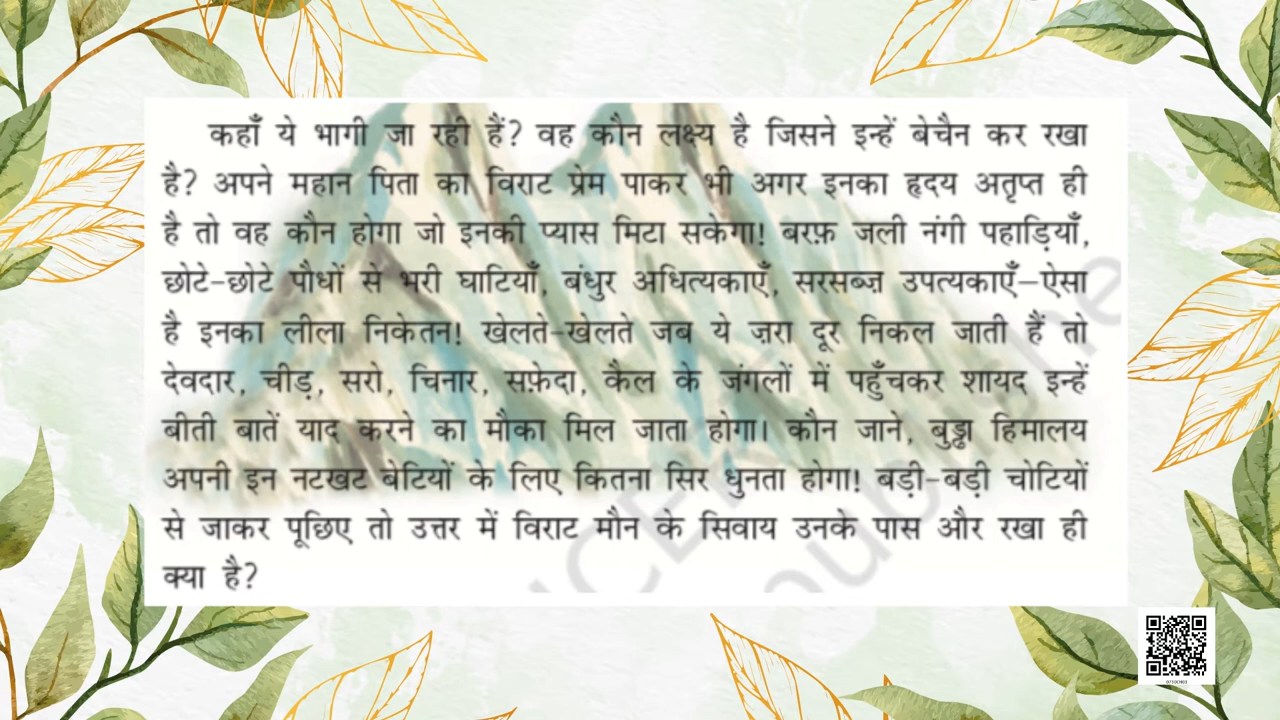 कहाँ ये भागी जा रही हैं? वह कौन लक्ष्य है जिसने इन्हें बेचैन कर रखा
है? अपने महान पिता का विराट प्रेम पाकर भी अगर इनका हृदय अतृप्त ही
है तो वह कौन होगा जो इनकी प्यास मिटा सकेगा! बरफ़ जली नंगी पहाड़ियाँ,
छोटे-छोटे पौधों से भरी घाटियाँ, बंधुर अधित्यकाएँ, सरसब्ज़ उपत्यकाएँ–ऐसा
है इनका लीला निकेतन! खेलते-खेलते जब ये ज़रा दूर निकल जाती हैं तो
देवदार, चीड़, सरो, चिनार, सफ़ेदा, कैल के जंगलों में पहुँचकर शायद इन्हें
बीती बातें याद करने का मौका मिल जाता होगा। कौन जाने, बुड्ढा हिमालय
अपनी इन नटखट बेटियों के लिए कितना सिर धुनता होगा! बड़ी-बड़ी चोटियों
से जाकर पूछिए तो उत्तर में विराट मौन के सिवाय उनके पास और रखा ही
क्या है?